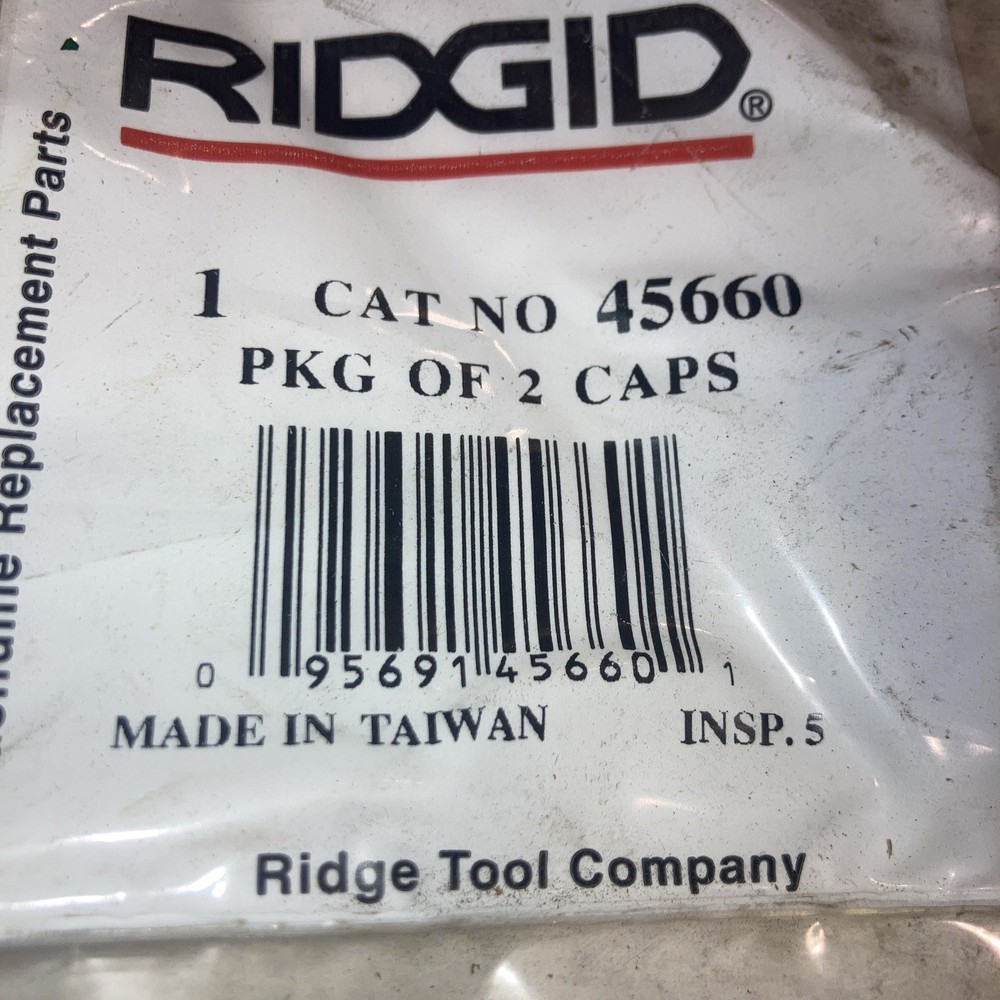 RIDGID®
1 CAT NO 45660
PKG OF 2 CAPS
0 95691 45660 1
MADE IN TAIWAN INSP. 5
Ridge Tool Company
Replacement Parts